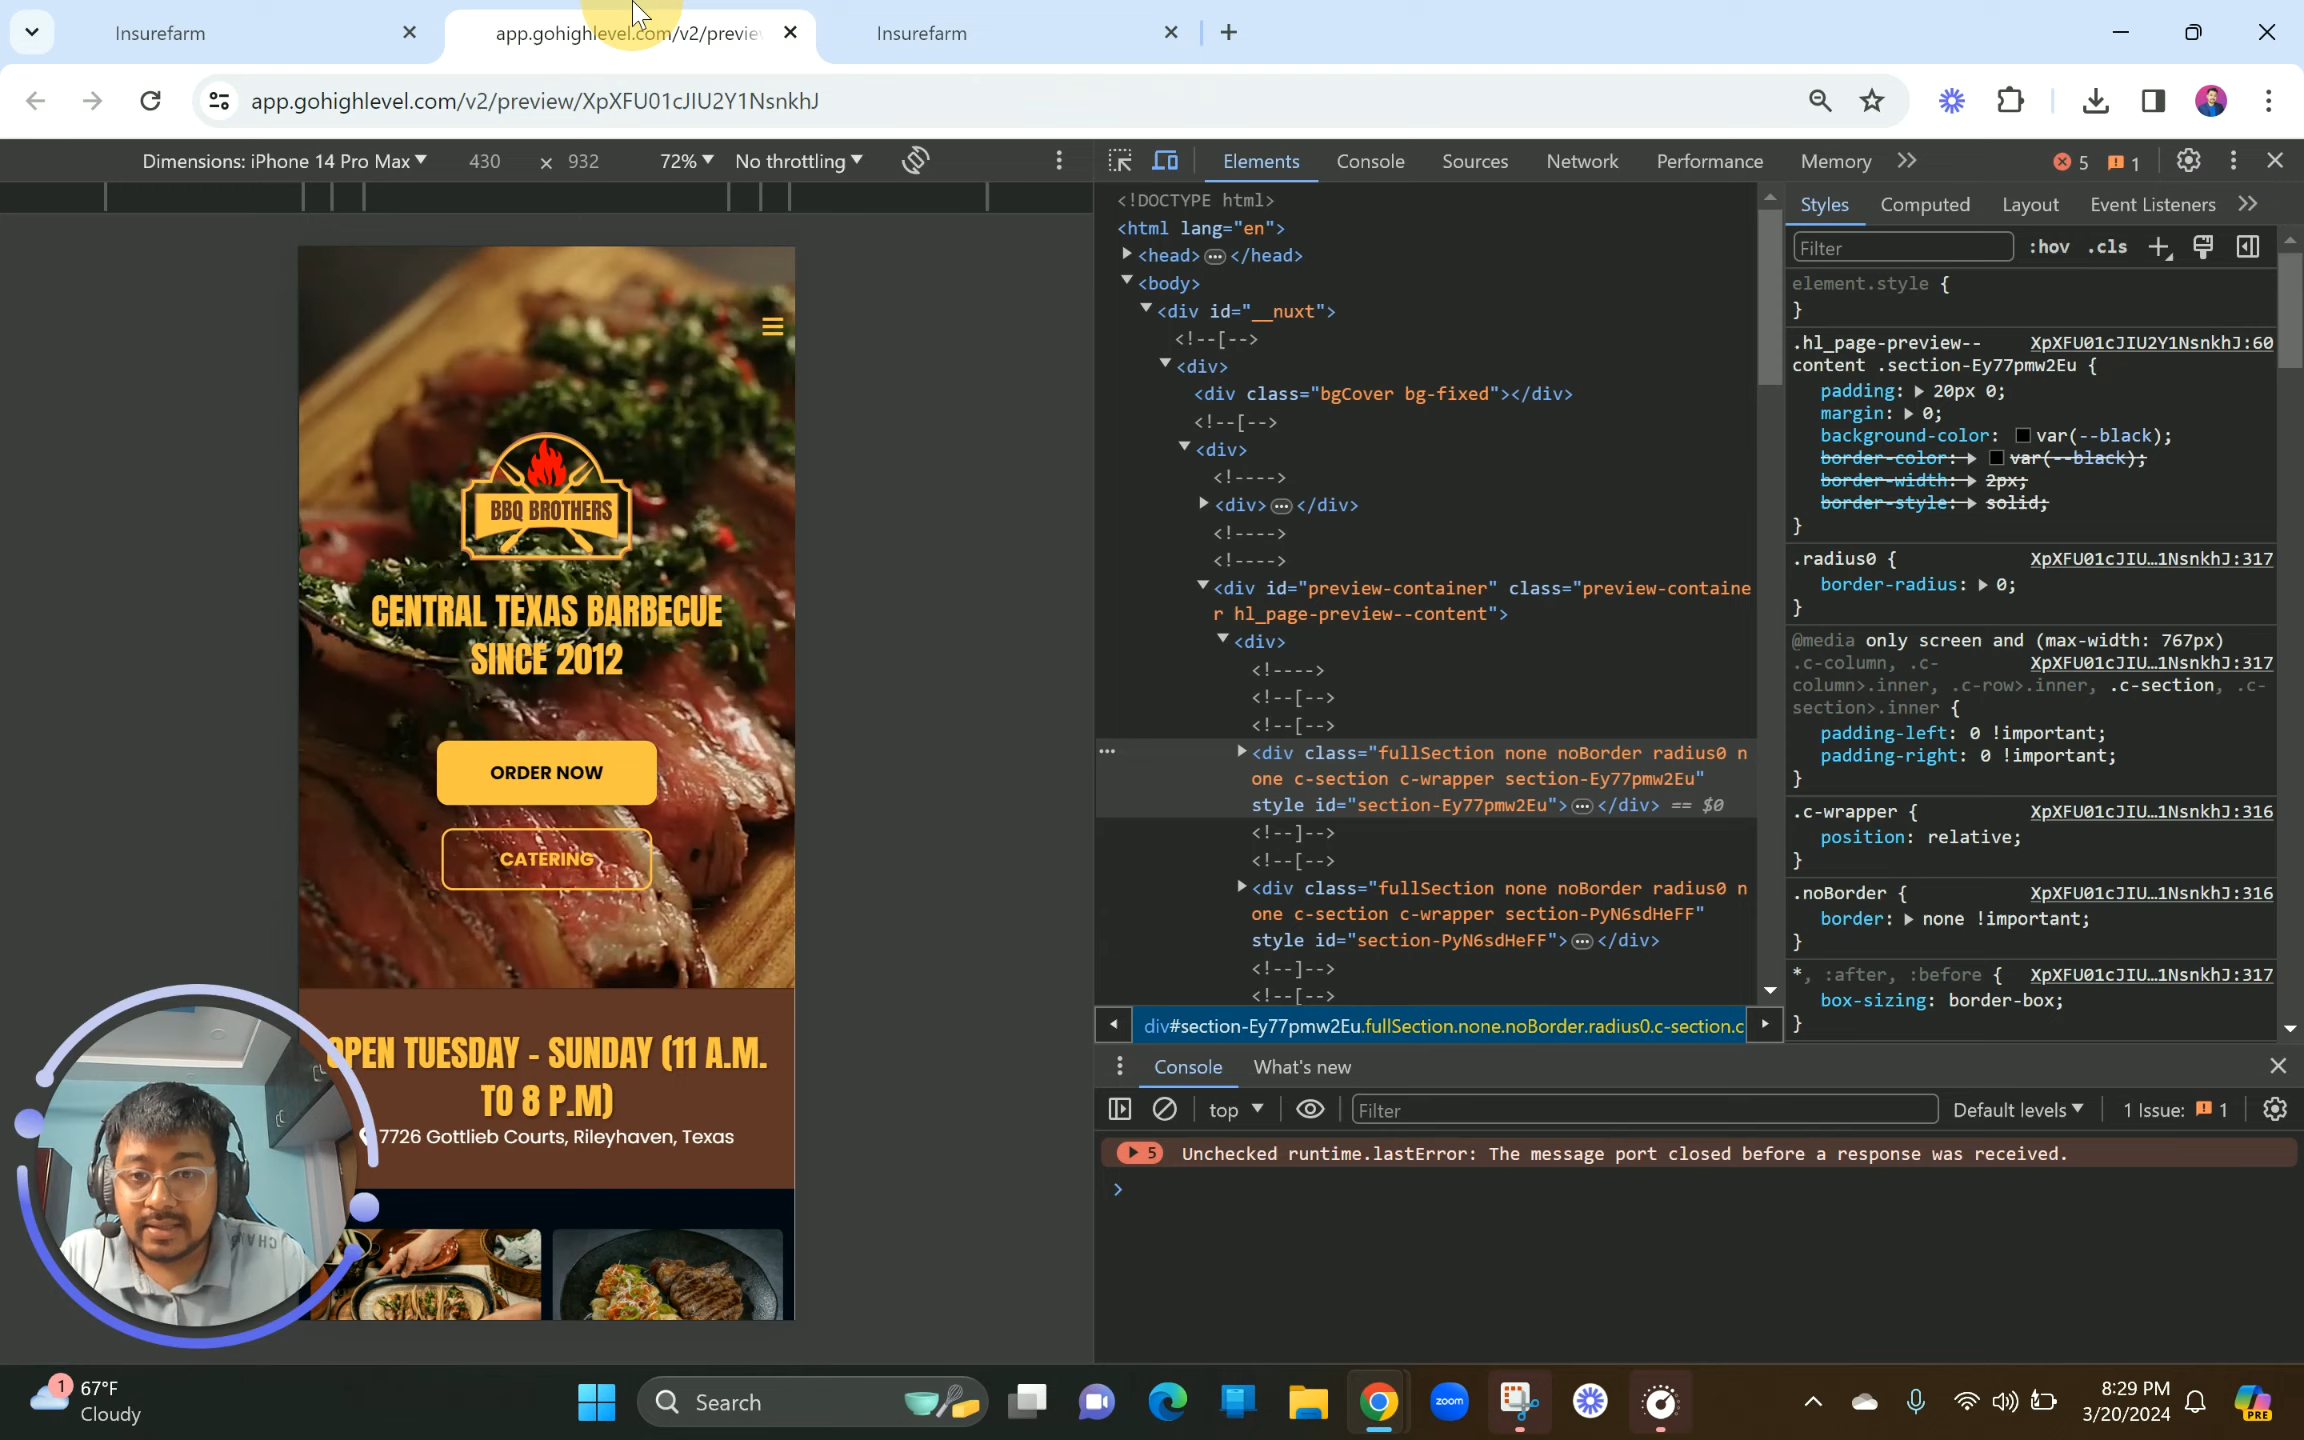 Insurefarm
app.gohighlevel.com/v2/previe
Insurefarm
app.gohighlevel.com/v2/preview/XpXFU01cJIU2Y1NsnkhJ
Dimensions: iPhone 14 Pro Max ▼ 430 × 932 72% ▼ No throttling ▼
Elements Console Sources Network Performance Memory 5 1
BBQ BROTHERS
CENTRAL TEXAS BARBECUE
SINCE 2012
ORDER NOW
CATERING
OPEN TUESDAY - SUNDAY (11 A.M.
TO 8 P.M)
7726 Gottlieb Courts, Rileyhaven, Texas
<!DOCTYPE html>
<html lang="en">
<head>…</head>
<body>
<div id="__nuxt">
<!--[-->
<div>
<div class="bgCover bg-fixed"></div>
<!--[-->
<div>
<!---->
<div>…</div>
<!---->
<!---->
<div id="preview-container" class="preview-containe
r hl_page-preview--content">
<div>
<!---->
<!--[-->
<!--[-->
<div class="fullSection none noBorder radius0 n
one c-section c-wrapper section-Ey77pmw2Eu"
style id="section-Ey77pmw2Eu">…</div> == $0
<!--]-->
<!--[-->
<div class="fullSection none noBorder radius0 n
one c-section c-wrapper section-PyN6sdHeFF"
style id="section-PyN6sdHeFF">…</div>
<!--]-->
<!--[-->
div#section-Ey77pmw2Eu.fullSection.none.noBorder.radius0.c-section.c
Styles Computed Layout Event Listeners
Filter :hov .cls
element.style {
}
.hl_page-preview-- XpXFU01cJIU2Y1NsnkhJ:60
content .section-Ey77pmw2Eu {
padding: 20px 0;
margin: 0;
background-color: var(--black);
border-color: var(--black);
border-width: 2px;
border-style: solid;
}
.radius0 { XpXFU01cJIU…1NsnkhJ:317
border-radius: 0;
}
@media only screen and (max-width: 767px)
.c-column, .c- XpXFU01cJIU…1NsnkhJ:317
column>.inner, .c-row>.inner, .c-section, .c-
section>.inner {
padding-left: 0 !important;
padding-right: 0 !important;
}
.c-wrapper { XpXFU01cJIU…1NsnkhJ:316
position: relative;
}
.noBorder { XpXFU01cJIU…1NsnkhJ:316
border: none !important;
}
*, :after, :before { XpXFU01cJIU…1NsnkhJ:317
box-sizing: border-box;
}
Console What's new
top ▼ Filter Default levels ▼ 1 Issue: 1
5 Unchecked runtime.lastError: The message port closed before a response was received.
1 67°F
Cloudy
Search
zoom
8:29 PM
3/20/2024
PRE